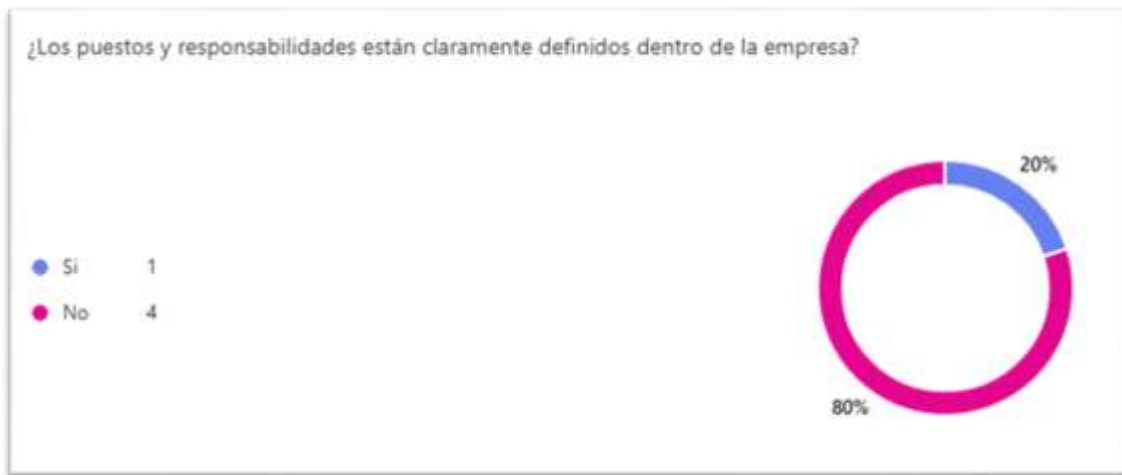 ¿Los puestos y responsabilidades están claramente definidos dentro de la empresa?
20%
Si 1
No 4
80%